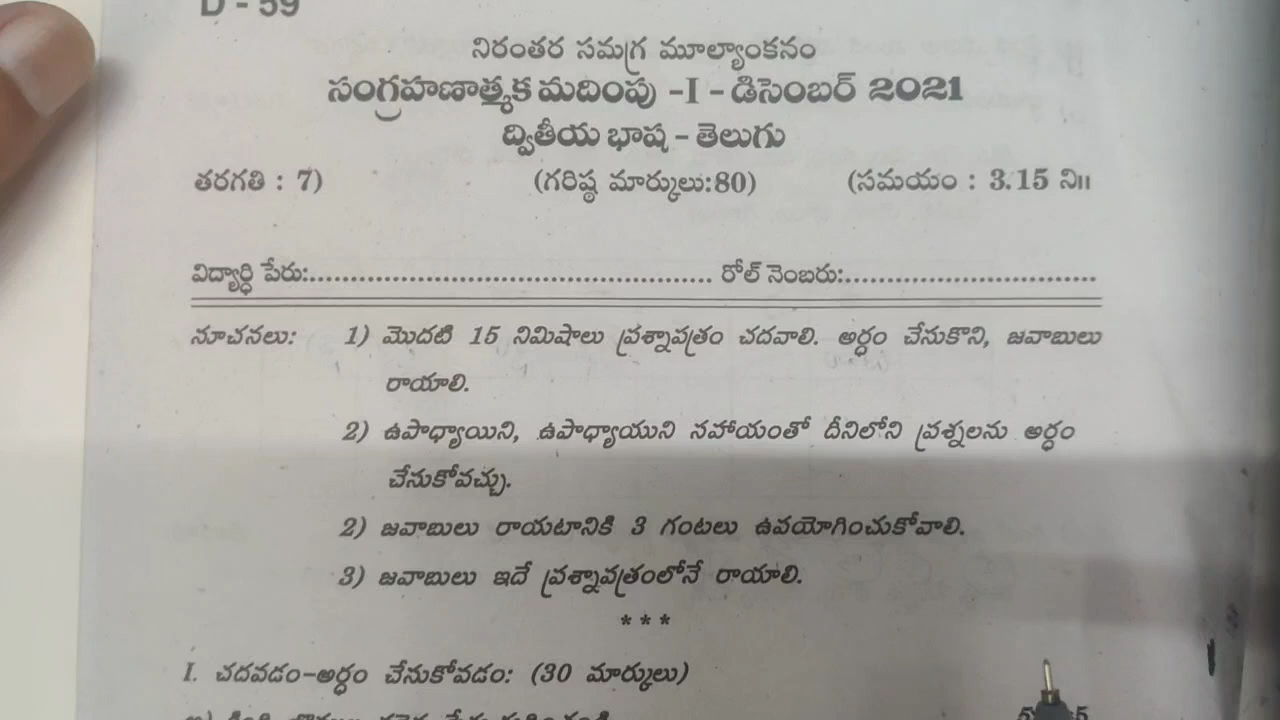 D - 59
నిరంతర సమగ్ర మూల్యాంకనం
సంగ్రహణాత్మక మదింపు -I - డిసెంబర్ 2021
ద్వితీయ భాష - తెలుగు
తరగతి : 7) (గరిష్ఠ మార్కులు:80) (సమయం : 3.15 ని॥
విద్యార్థి పేరు:................................................ రోల్ నెంబరు:..............................
సూచనలు: 1) మొదటి 15 నిమిషాలు ప్రశ్నాపత్రం చదవాలి. అర్థం చేసుకొని, జవాబులు
రాయాలి.
2) ఉపాధ్యాయిని, ఉపాధ్యాయుని సహాయంతో దీనిలోని ప్రశ్నలను అర్థం
చేసుకోవచ్చు.
2) జవాబులు రాయటానికి 3 గంటలు ఉపయోగించుకోవాలి.
3) జవాబులు ఇదే ప్రశ్నాపత్రంలోనే రాయాలి.
***
I. చదవడం-అర్థం చేసుకోవడం: (30 మార్కులు)